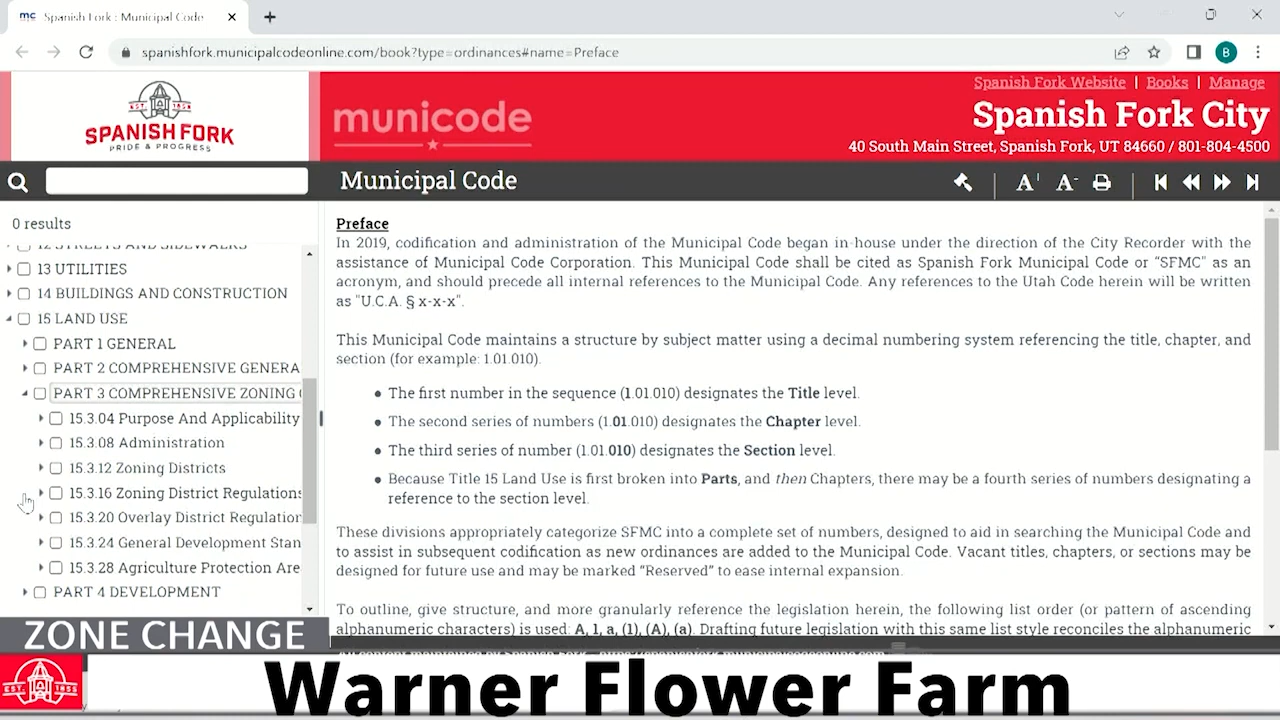 mc Spanish Fork : Municipal Code
spanishfork.municipalcodeonline.com/book?type=ordinances#name=Preface
B
EST 1855
SPANISH FORK
PRIDE & PROGRESS
municode
Spanish Fork Website | Books | Manage
Spanish Fork City
40 South Main Street, Spanish Fork, UT 84660 / 801-804-4500
Municipal Code
0 results
12 STREETS AND SIDEWALKS
13 UTILITIES
14 BUILDINGS AND CONSTRUCTION
15 LAND USE
PART 1 GENERAL
PART 2 COMPREHENSIVE GENERA
PART 3 COMPREHENSIVE ZONING
15.3.04 Purpose And Applicability
15.3.08 Administration
15.3.12 Zoning Districts
15.3.16 Zoning District Regulations
15.3.20 Overlay District Regulation
15.3.24 General Development Stan
15.3.28 Agriculture Protection Are
PART 4 DEVELOPMENT
Preface
In 2019, codification and administration of the Municipal Code began in-house under the direction of the City Recorder with the
assistance of Municipal Code Corporation. This Municipal Code shall be cited as Spanish Fork Municipal Code or “SFMC” as an
acronym, and should precede all internal references to the Municipal Code. Any references to the Utah Code herein will be written
as "U.C.A. § x-x-x".
This Municipal Code maintains a structure by subject matter using a decimal numbering system referencing the title, chapter, and
section (for example: 1.01.010).
● The first number in the sequence (1.01.010) designates the Title level.
● The second series of numbers (1.01.010) designates the Chapter level.
● The third series of number (1.01.010) designates the Section level.
● Because Title 15 Land Use is first broken into Parts, and then Chapters, there may be a fourth series of numbers designating a
reference to the section level.
These divisions appropriately categorize SFMC into a complete set of numbers, designed to aid in searching the Municipal Code and
to assist in subsequent codification as new ordinances are added to the Municipal Code. Vacant titles, chapters, or sections may be
designed for future use and may be marked “Reserved” to ease internal expansion.
To outline, give structure, and more granularly reference the legislation herein, the following list order (or pattern of ascending
alphanumeric characters) is used: A, 1, a, (1), (A), (a). Drafting future legislation with this same list style reconciles the alphanumeric
ZONE CHANGE
EST 1855
Warner Flower Farm